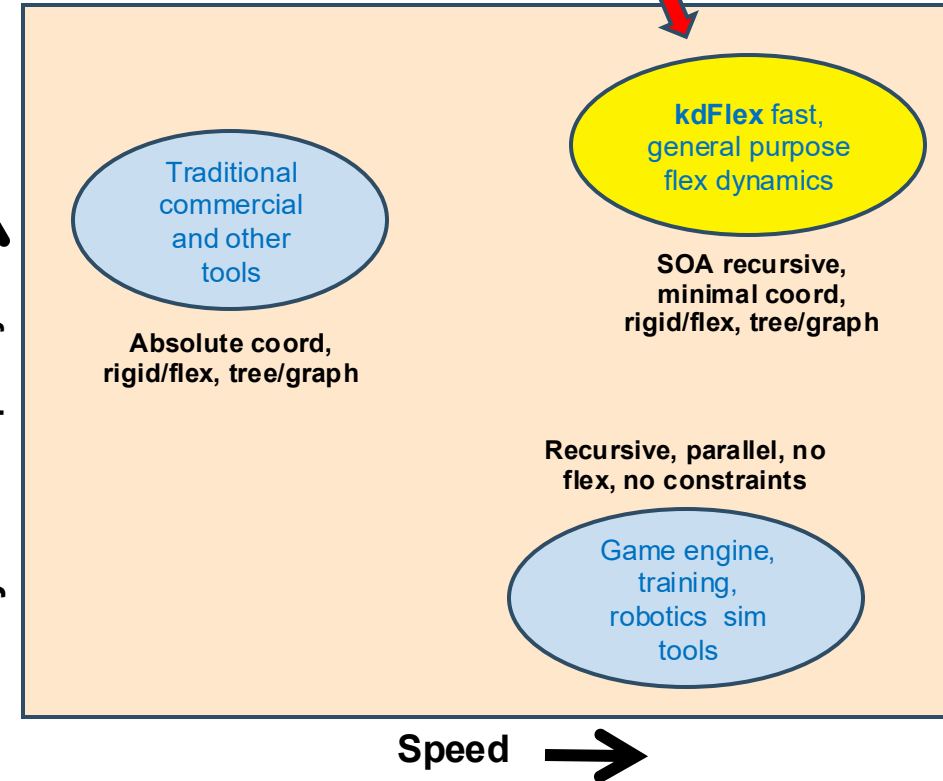 kdFlex fast,
general purpose
flex dynamics
Traditional
commercial
and other
tools
SOA recursive,
minimal coord,
rigid/flex, tree/graph
Absolute coord,
rigid/flex, tree/graph
Recursive, parallel, no
flex, no constraints
Game engine,
training,
robotics sim
tools
Speed